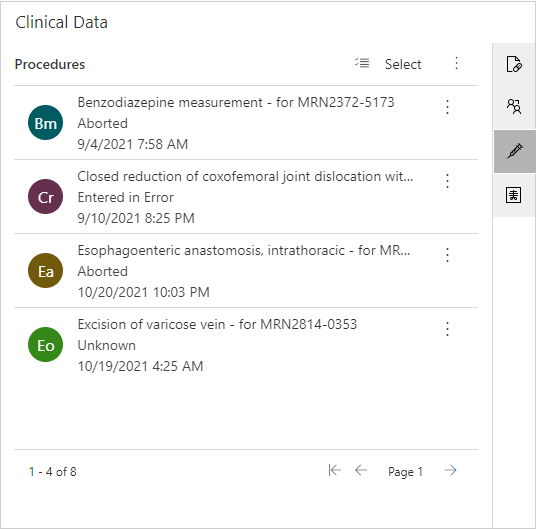 Clinical Data
Procedures
Select
Bm
Benzodiazepine measurement - for MRN2372-5173
Aborted
9/4/2021 7:58 AM
Cr
Closed reduction of coxofemoral joint dislocation wit...
Entered in Error
9/10/2021 8:25 PM
Ea
Esophagoenteric anastomosis, intrathoracic - for MR...
Aborted
10/20/2021 10:03 PM
Eo
Excision of varicose vein - for MRN2814-0353
Unknown
10/19/2021 4:25 AM
1 - 4 of 8
Page 1